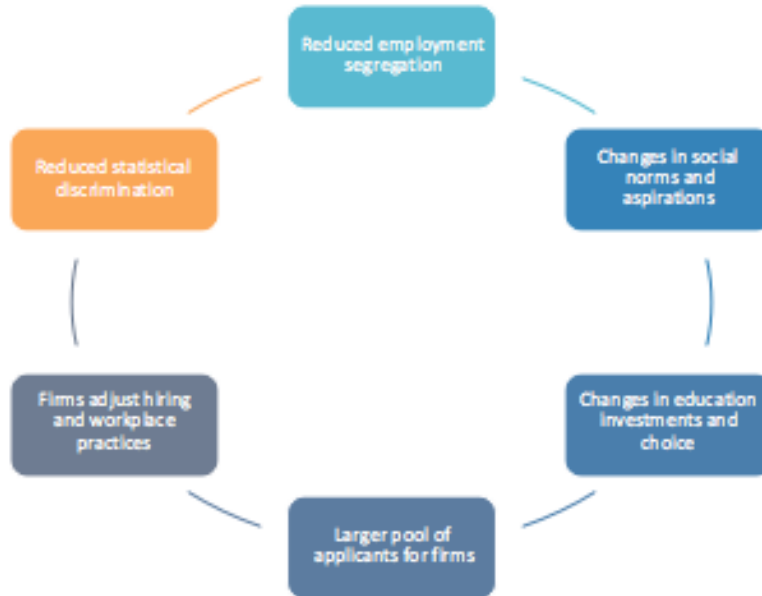 Reduced employment
segregation
Changes in social
norms and
aspirations
Changes in education
investments and
choice
Larger pool of
applicants for firms
Firms adjust hiring
and workplace
practices
Reduced statistical
discrimination